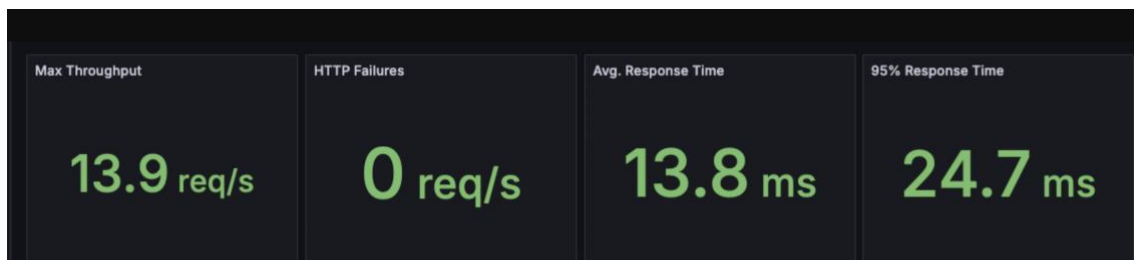 Max Throughput
HTTP Failures
Avg. Response Time
95% Response Time
13.9 req/s
0 req/s
13.8 ms
24.7 ms